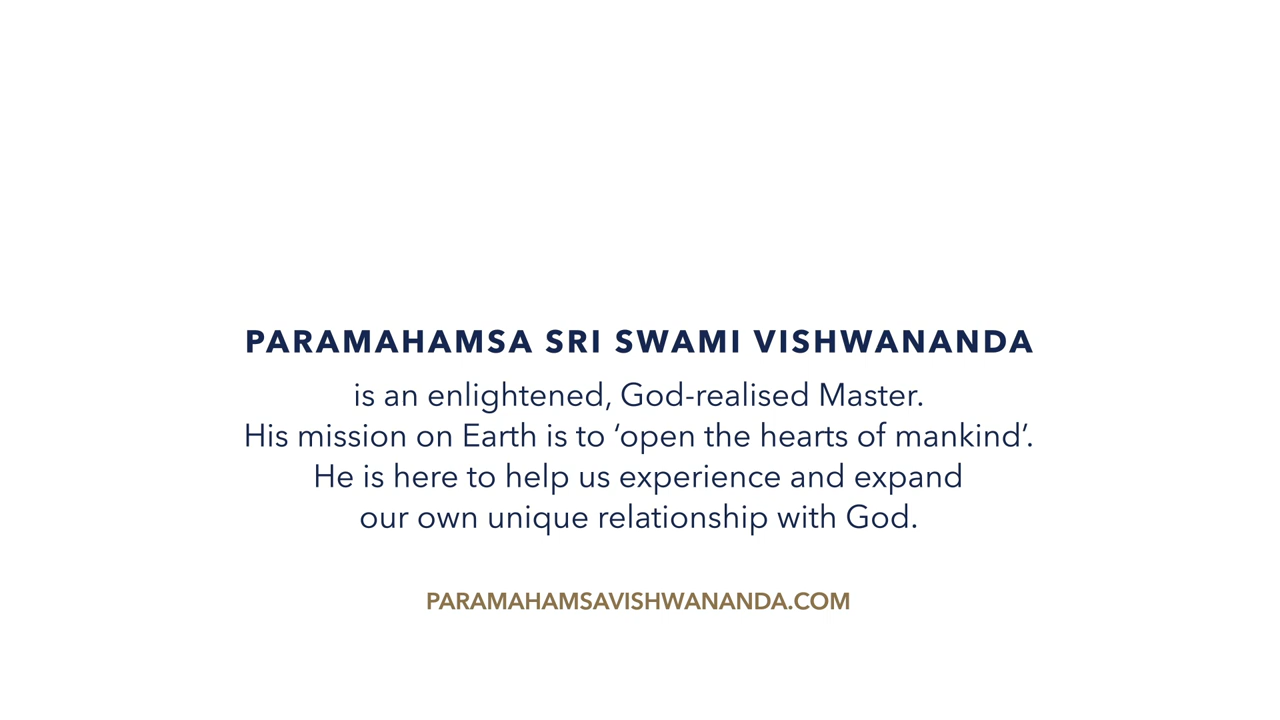 PARAMAHAMSA SRI SWAMI VISHWANANDA
is an enlightened, God-realised Master.
His mission on Earth is to ‘open the hearts of mankind’.
He is here to help us experience and expand
our own unique relationship with God.
PARAMAHAMSAVISHWANANDA.COM